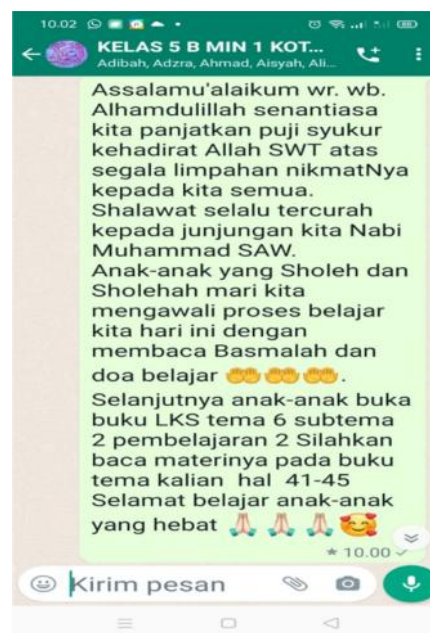 10.02
KELAS 5 B MIN 1 KOT...
Adibah, Adzra, Ahmad, Aisyah, Ali...
Assalamu'alaikum wr. wb.
Alhamdulillah senantiasa
kita panjatkan puji syukur
kehadirat Allah SWT atas
segala limpahan nikmatNya
kepada kita semua.
Shalawat selalu tercurah
kepada junjungan kita Nabi
Muhammad SAW.
Anak-anak yang Sholeh dan
Sholehah mari kita
mengawali proses belajar
kita hari ini dengan
membaca Basmalah dan
doa belajar 🤲🤲🤲.
Selanjutnya anak-anak buka
buku LKS tema 6 subtema
2 pembelajaran 2 Silahkan
baca materinya pada buku
tema kalian hal 41-45
Selamat belajar anak-anak
yang hebat 🙏🙏🙏🥰
10.00
Kirim pesan